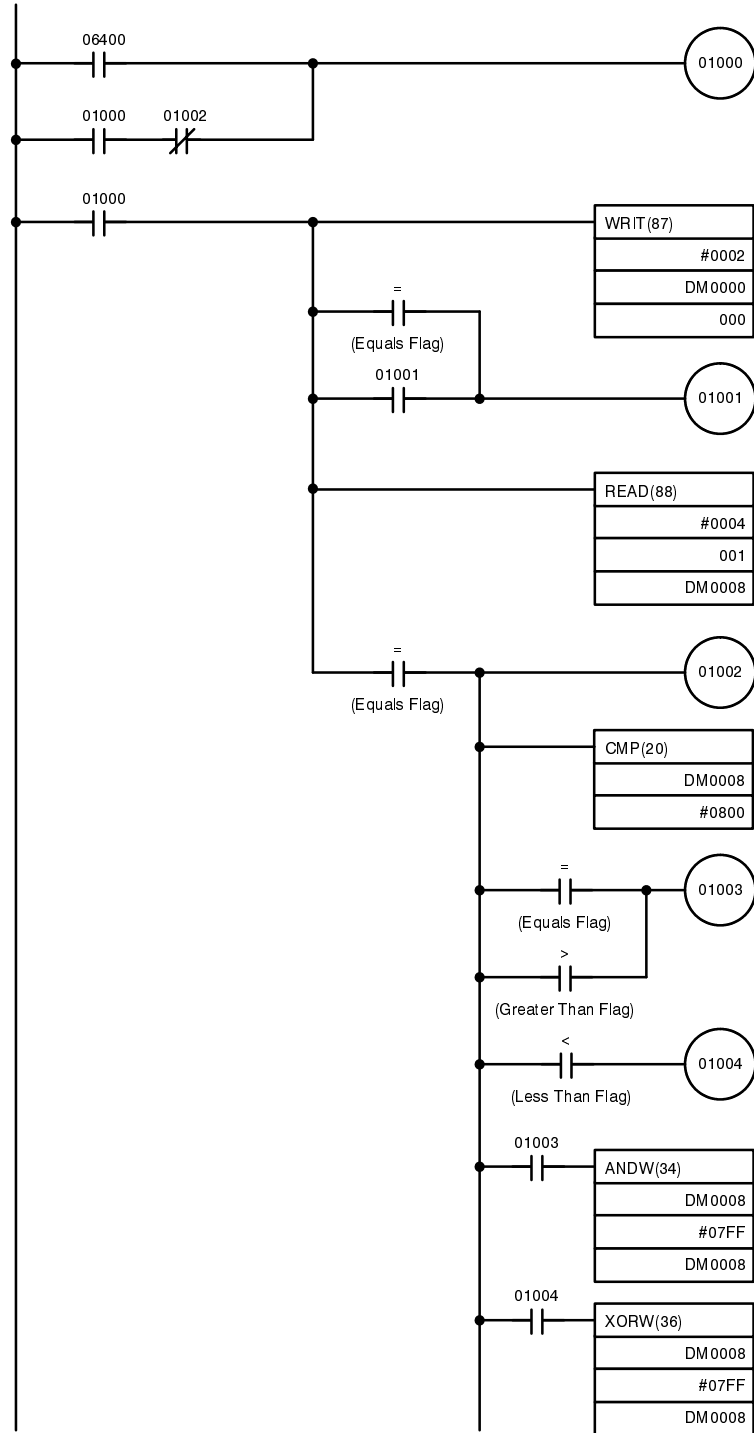 06400
01000
01000 01002
01000
WRIT(87)
#0002
DM0000
000
=
(Equals Flag)
01001
01001
READ(88)
#0004
001
DM0008
=
(Equals Flag)
01002
CMP(20)
DM0008
#0800
=
(Equals Flag)
01003
>
(Greater Than Flag)
<
(Less Than Flag)
01004
01003
ANDW(34)
DM0008
#07FF
DM0008
01004
XORW(36)
DM0008
#07FF
DM0008